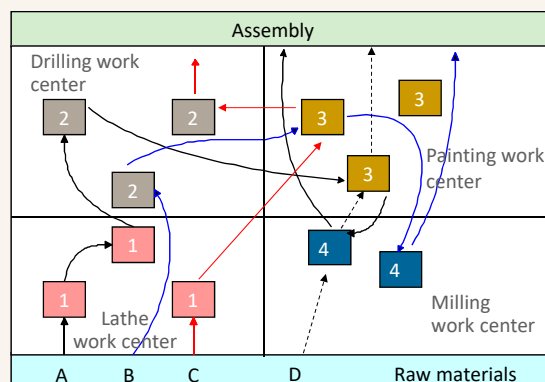 Assembly
Drilling work
center
2
2
3
3
3
Painting work
center
2
1
4
4
1
1
Lathe
work center
Milling
work center
A
B
C
D
Raw materials